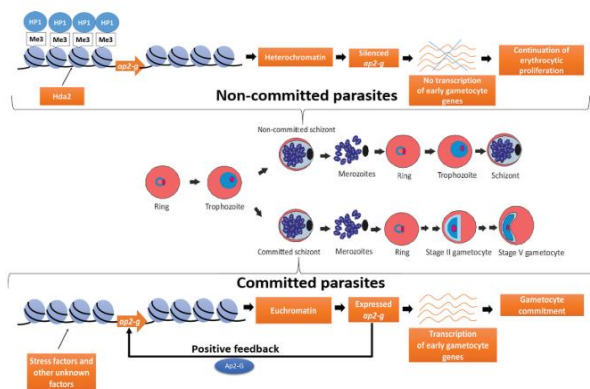 HP1 HP1 HP1 HP1
Me3 Me3 Me3 Me3
ap2-g
Hda2
Heterochromatin
Silenced
ap2-g
No transcription
of early gametocyte
genes
Continuation of
erythrocytic
proliferation
Non-committed parasites
Non-committed schizont
Merozoites
Ring
Trophozoite
Schizont
Ring
Trophozoite
Committed schizont
Merozoites
Ring
Stage II gametocyte
Stage V gametocyte
Committed parasites
ap2-g
Stress factors and
other unknown
factors
Positive feedback
Ap2-G
Euchromatin
Expressed
ap2-g
Transcription
of early gametocyte
genes
Gametocyte
commitment